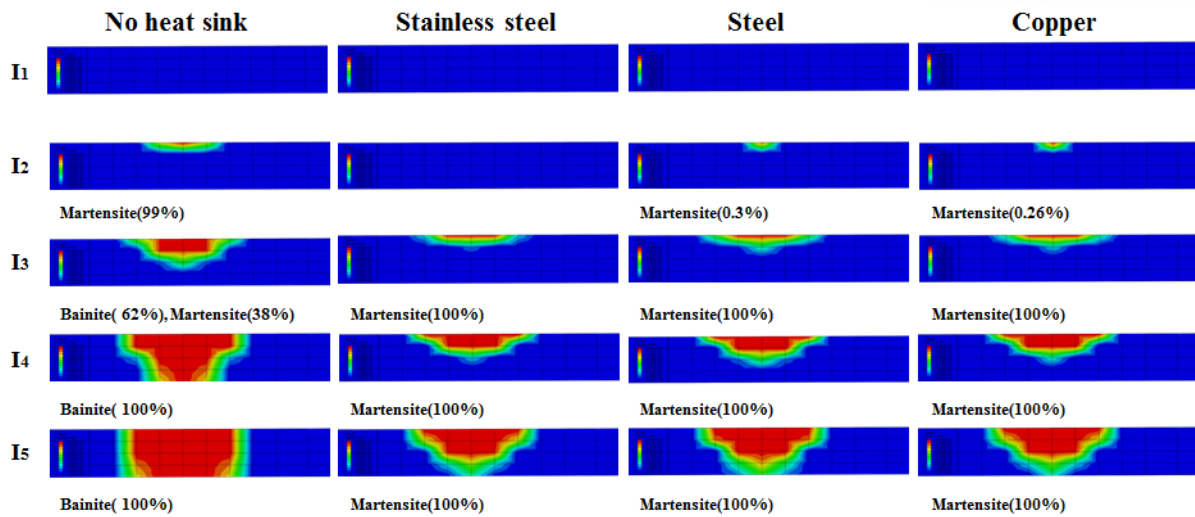 No heat sink Stainless steel Steel Copper
I1
I2
Martensite(99%) Martensite(0.3%) Martensite(0.26%)
I3
Bainite( 62%), Martensite(38%) Martensite(100%) Martensite(100%) Martensite(100%)
I4
Bainite( 100%) Martensite(100%) Martensite(100%) Martensite(100%)
I5
Bainite( 100%) Martensite(100%) Martensite(100%) Martensite(100%)